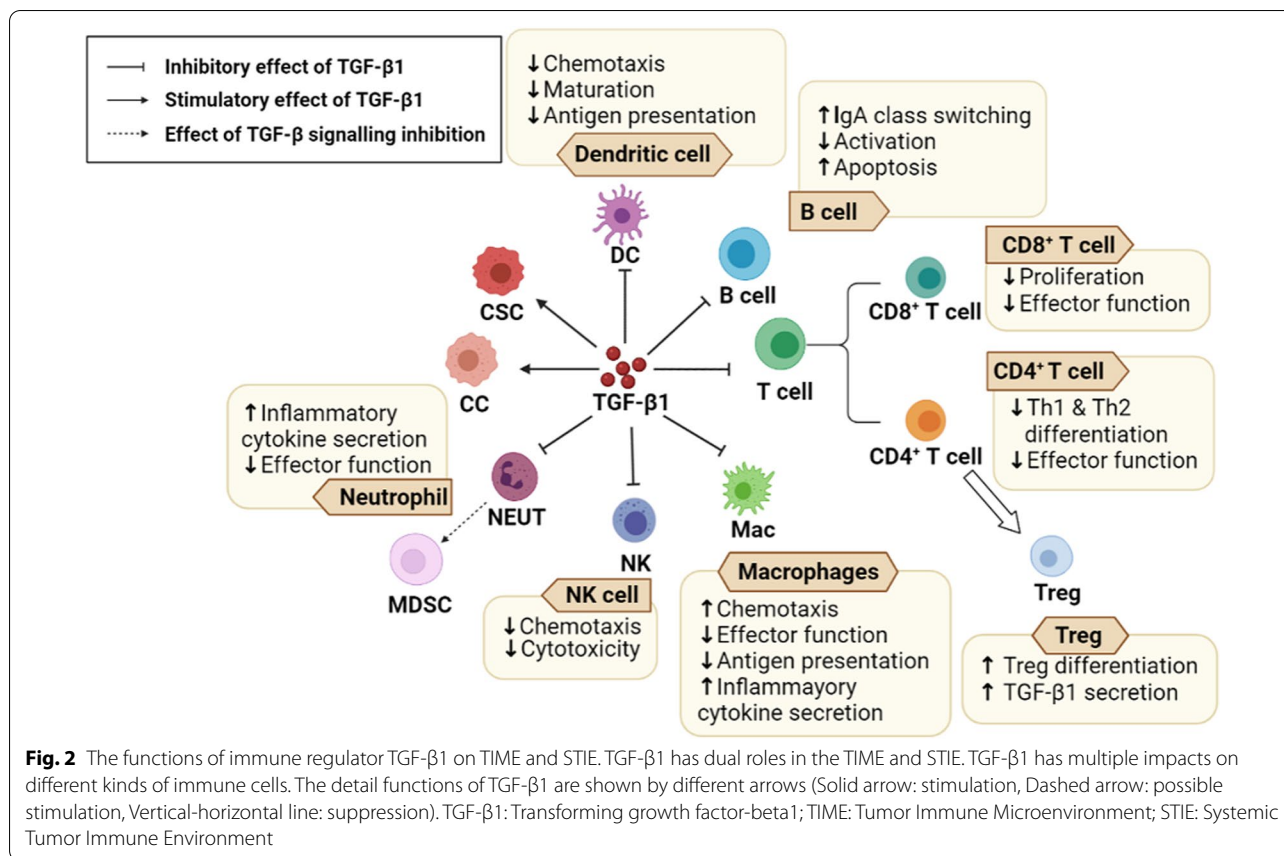 Inhibitory effect of TGF-β1
Stimulatory effect of TGF-β1
Effect of TGF-β signalling inhibition
↓Chemotaxis
↓Maturation
↓Antigen presentation
Dendritic cell
↑IgA class switching
↓Activation
↑Apoptosis
B cell
DC
B cell
CSC
CC
TGF-β1
T cell
CD8⁺ T cell
CD8⁺ T cell
↓Proliferation
↓Effector function
CD4⁺ T cell
CD4⁺ T cell
↓Th1 & Th2
differentiation
↓Effector function
↑Inflammatory
cytokine secretion
↓Effector function
Neutrophil
NEUT
MDSC
NK
NK cell
↓Chemotaxis
↓Cytotoxicity
Mac
Macrophages
↑Chemotaxis
↓Effector function
↓Antigen presentation
↑Inflammayory
cytokine secretion
Treg
Treg
↑ Treg differentiation
↑ TGF-β1 secretion
Fig. 2 The functions of immune regulator TGF-β1 on TIME and STIE. TGF-β1 has dual roles in the TIME and STIE. TGF-β1 has multiple impacts on
different kinds of immune cells. The detail functions of TGF-β1 are shown by different arrows (Solid arrow: stimulation, Dashed arrow: possible
stimulation, Vertical-horizontal line: suppression). TGF-β1: Transforming growth factor-beta1; TIME: Tumor Immune Microenvironment; STIE: Systemic
Tumor Immune Environment